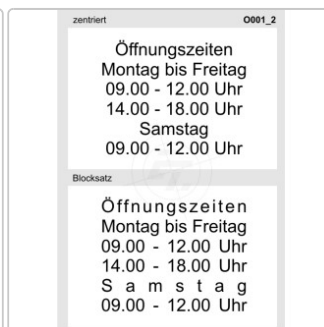 zentriert O001_2
Öffnungszeiten
Montag bis Freitag
09.00 - 12.00 Uhr
14.00 - 18.00 Uhr
Samstag
09.00 - 12.00 Uhr
Blocksatz
Öffnungszeiten
Montag bis Freitag
09.00 - 12.00 Uhr
14.00 - 18.00 Uhr
S a m s t a g
09.00 - 12.00 Uhr